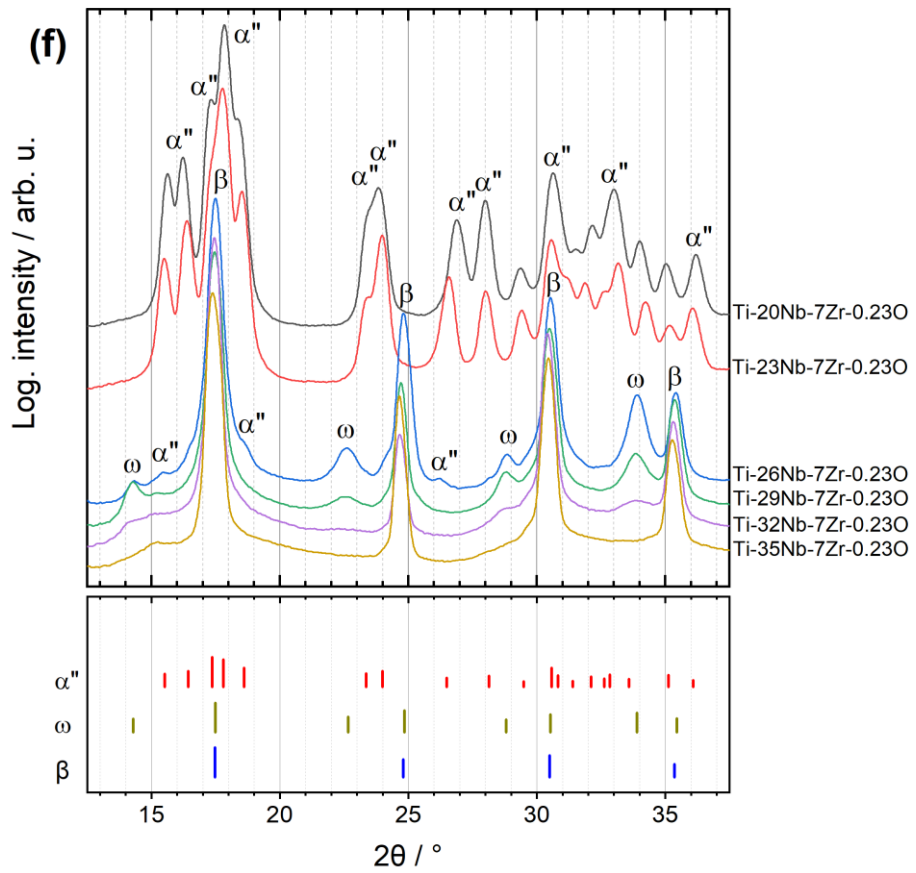 (f)
Log. intensity / arb. u.
α"
α"
α"
α"
α"
α"
α"
α"
α"
α"
β
β
β
β
ω
α"
α"
ω
α"
ω
ω
Ti-20Nb-7Zr-0.23O
Ti-23Nb-7Zr-0.23O
Ti-26Nb-7Zr-0.23O
Ti-29Nb-7Zr-0.23O
Ti-32Nb-7Zr-0.23O
Ti-35Nb-7Zr-0.23O
α"
ω
β
15 20 25 30 35
2θ / °